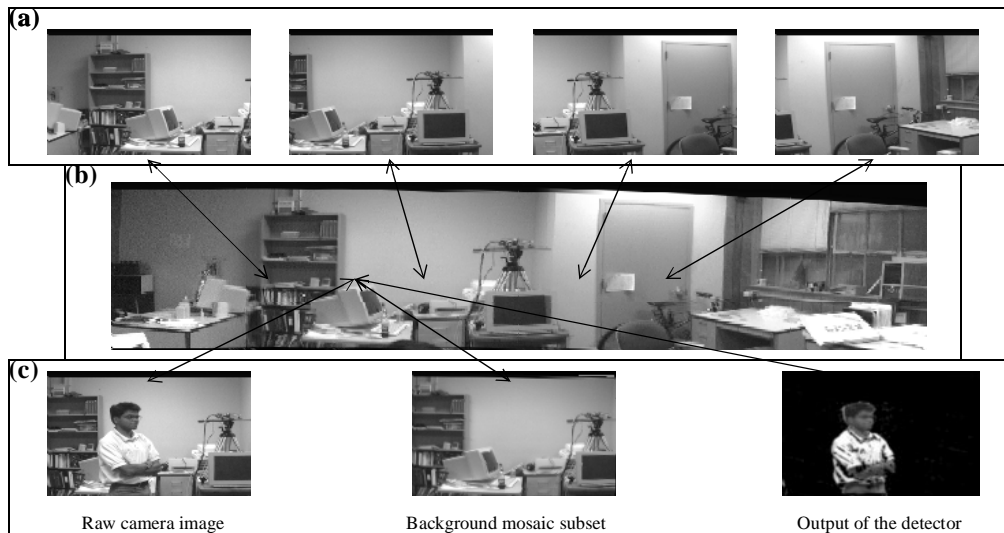 (a)
(b)
(c)
Raw camera image
Background mosaic subset
Output of the detector